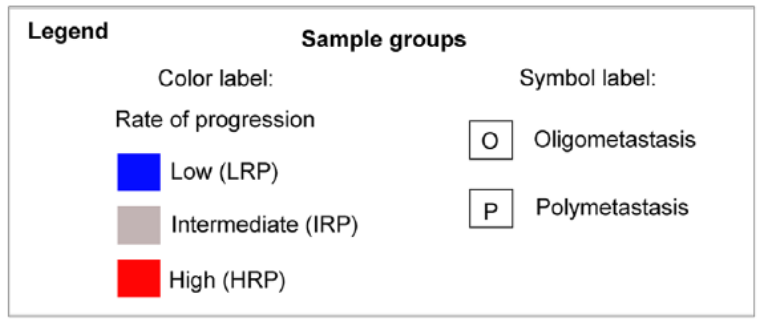 Legend
Sample groups
Color label:
Symbol label:
Rate of progression
Low (LRP)
Intermediate (IRP)
High (HRP)
O Oligometastasis
P Polymetastasis